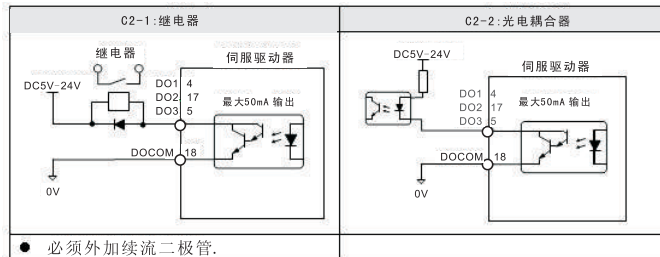 C2-1:继电器
继电器
伺服驱动器
DC5V-24V
DO1 4
DO2 17
DO3 5
最大50mA 输出
DOCOM 18
0V
● 必须外加续流二极管.
C2-2:光电耦合器
DC5V-24V
伺服驱动器
DO1 4
DO2 17
DO3 5
最大50mA 输出
DOCOM 18
0V